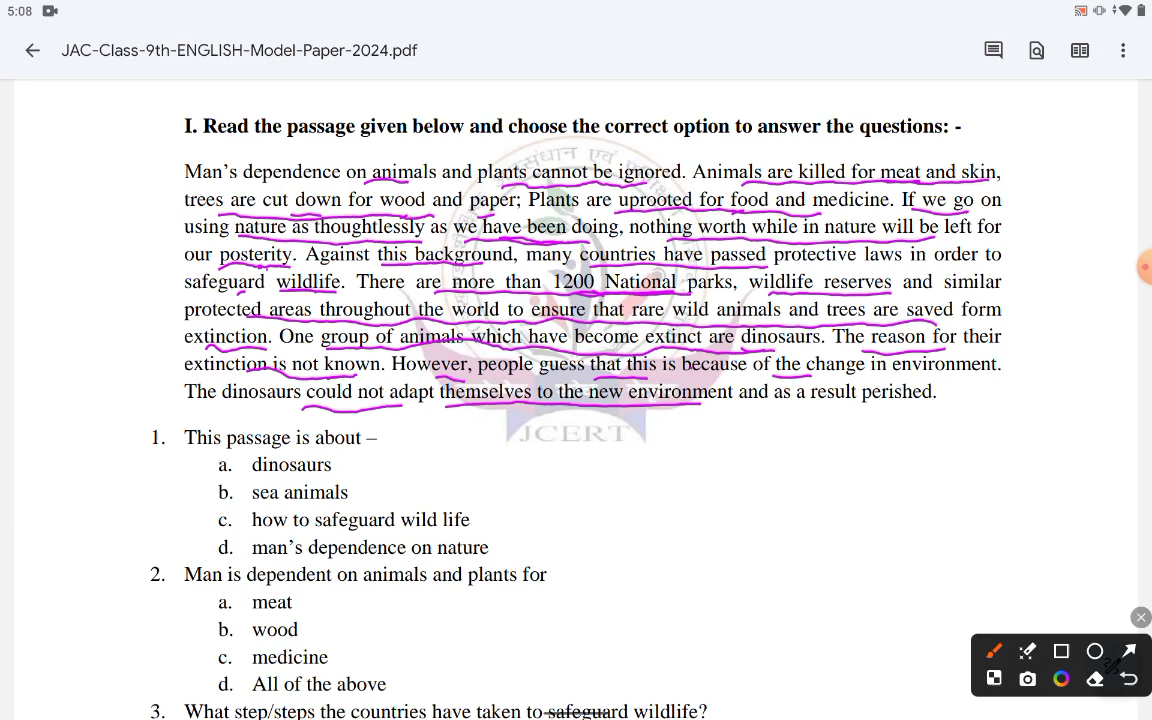 5:08
JAC-Class-9th-ENGLISH-Model-Paper-2024.pdf
I. Read the passage given below and choose the correct option to answer the questions: -
Man’s dependence on animals and plants cannot be ignored. Animals are killed for meat and skin,
trees are cut down for wood and paper; Plants are uprooted for food and medicine. If we go on
using nature as thoughtlessly as we have been doing, nothing worth while in nature will be left for
our posterity. Against this background, many countries have passed protective laws in order to
safeguard wildlife. There are more than 1200 National parks, wildlife reserves and similar
protected areas throughout the world to ensure that rare wild animals and trees are saved form
extinction. One group of animals which have become extinct are dinosaurs. The reason for their
extinction is not known. However, people guess that this is because of the change in environment.
The dinosaurs could not adapt themselves to the new environment and as a result perished.
JCERT
1. This passage is about –
a. dinosaurs
b. sea animals
c. how to safeguard wild life
d. man’s dependence on nature
2. Man is dependent on animals and plants for
a. meat
b. wood
c. medicine
d. All of the above
3. What step/steps the countries have taken to safeguard wildlife?